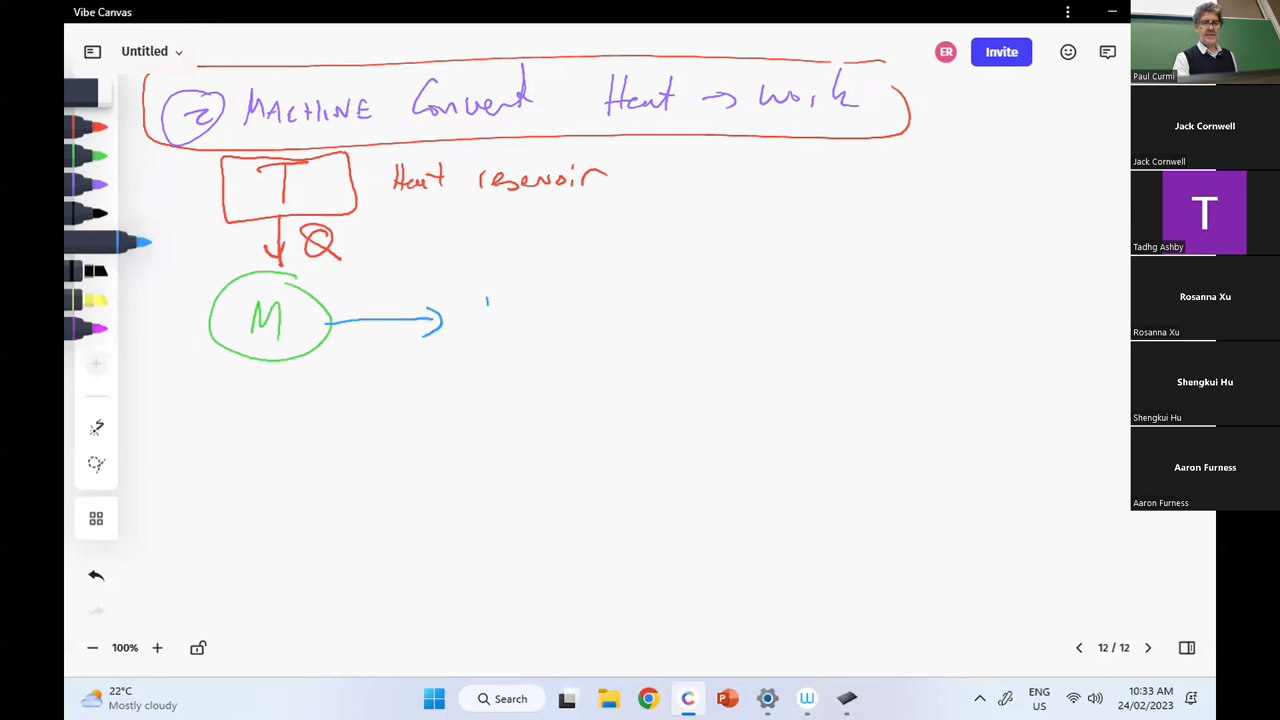 Vibe Canvas
Untitled
ER
Invite
② MACHINE Convert Heat → work
T
Heat reservoir
Q
M
100%
12 / 12
22°C
Mostly cloudy
Search
ENG
US
10:33 AM
24/02/2023
Paul Curmi
Jack Cornwell
Jack Cornwell
T
Tadhg Ashby
Rosanna Xu
Rosanna Xu
Shengkui Hu
Shengkui Hu
Aaron Furness
Aaron Furness